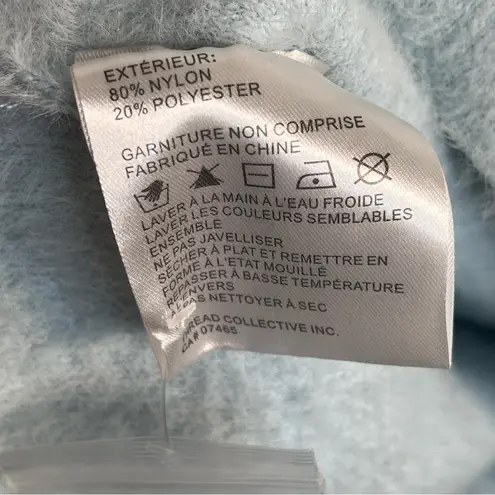 EXTÉRIEUR:
80% NYLON
20% POLYESTER
GARNITURE NON COMPRISE
FABRIQUÉ EN CHINE
LAVER À LA MAIN À L'EAU FROIDE
LAVER LES COULEURS SEMBLABLES
ENSEMBLE
NE PAS JAVELLISER
SÉCHER À PLAT ET REMETTRE EN
FORME À L'ETAT MOUILLÉ
REPASSER À BASSE TEMPÉRATURE
L'ENVERS
PAS NETTOYER À SEC
THREAD COLLECTIVE INC.
CA# 07465